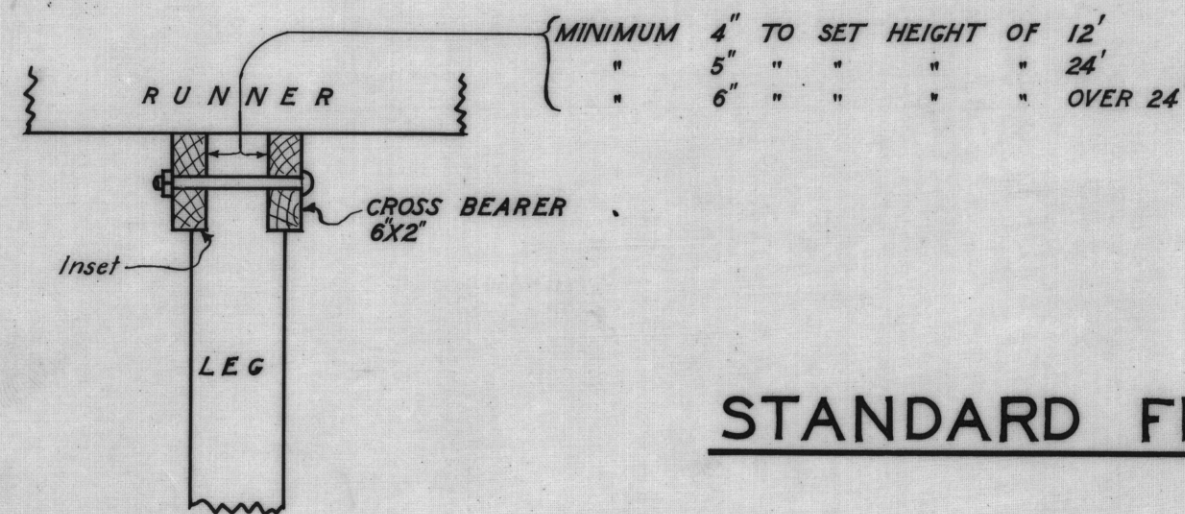 MINIMUM 4" TO SET HEIGHT OF 12'
" 5" " " " " 24'
" 6" " " " " OVER 24
RUNNER
CROSS BEARER
6"X2"
Inset
LEG
STANDARD